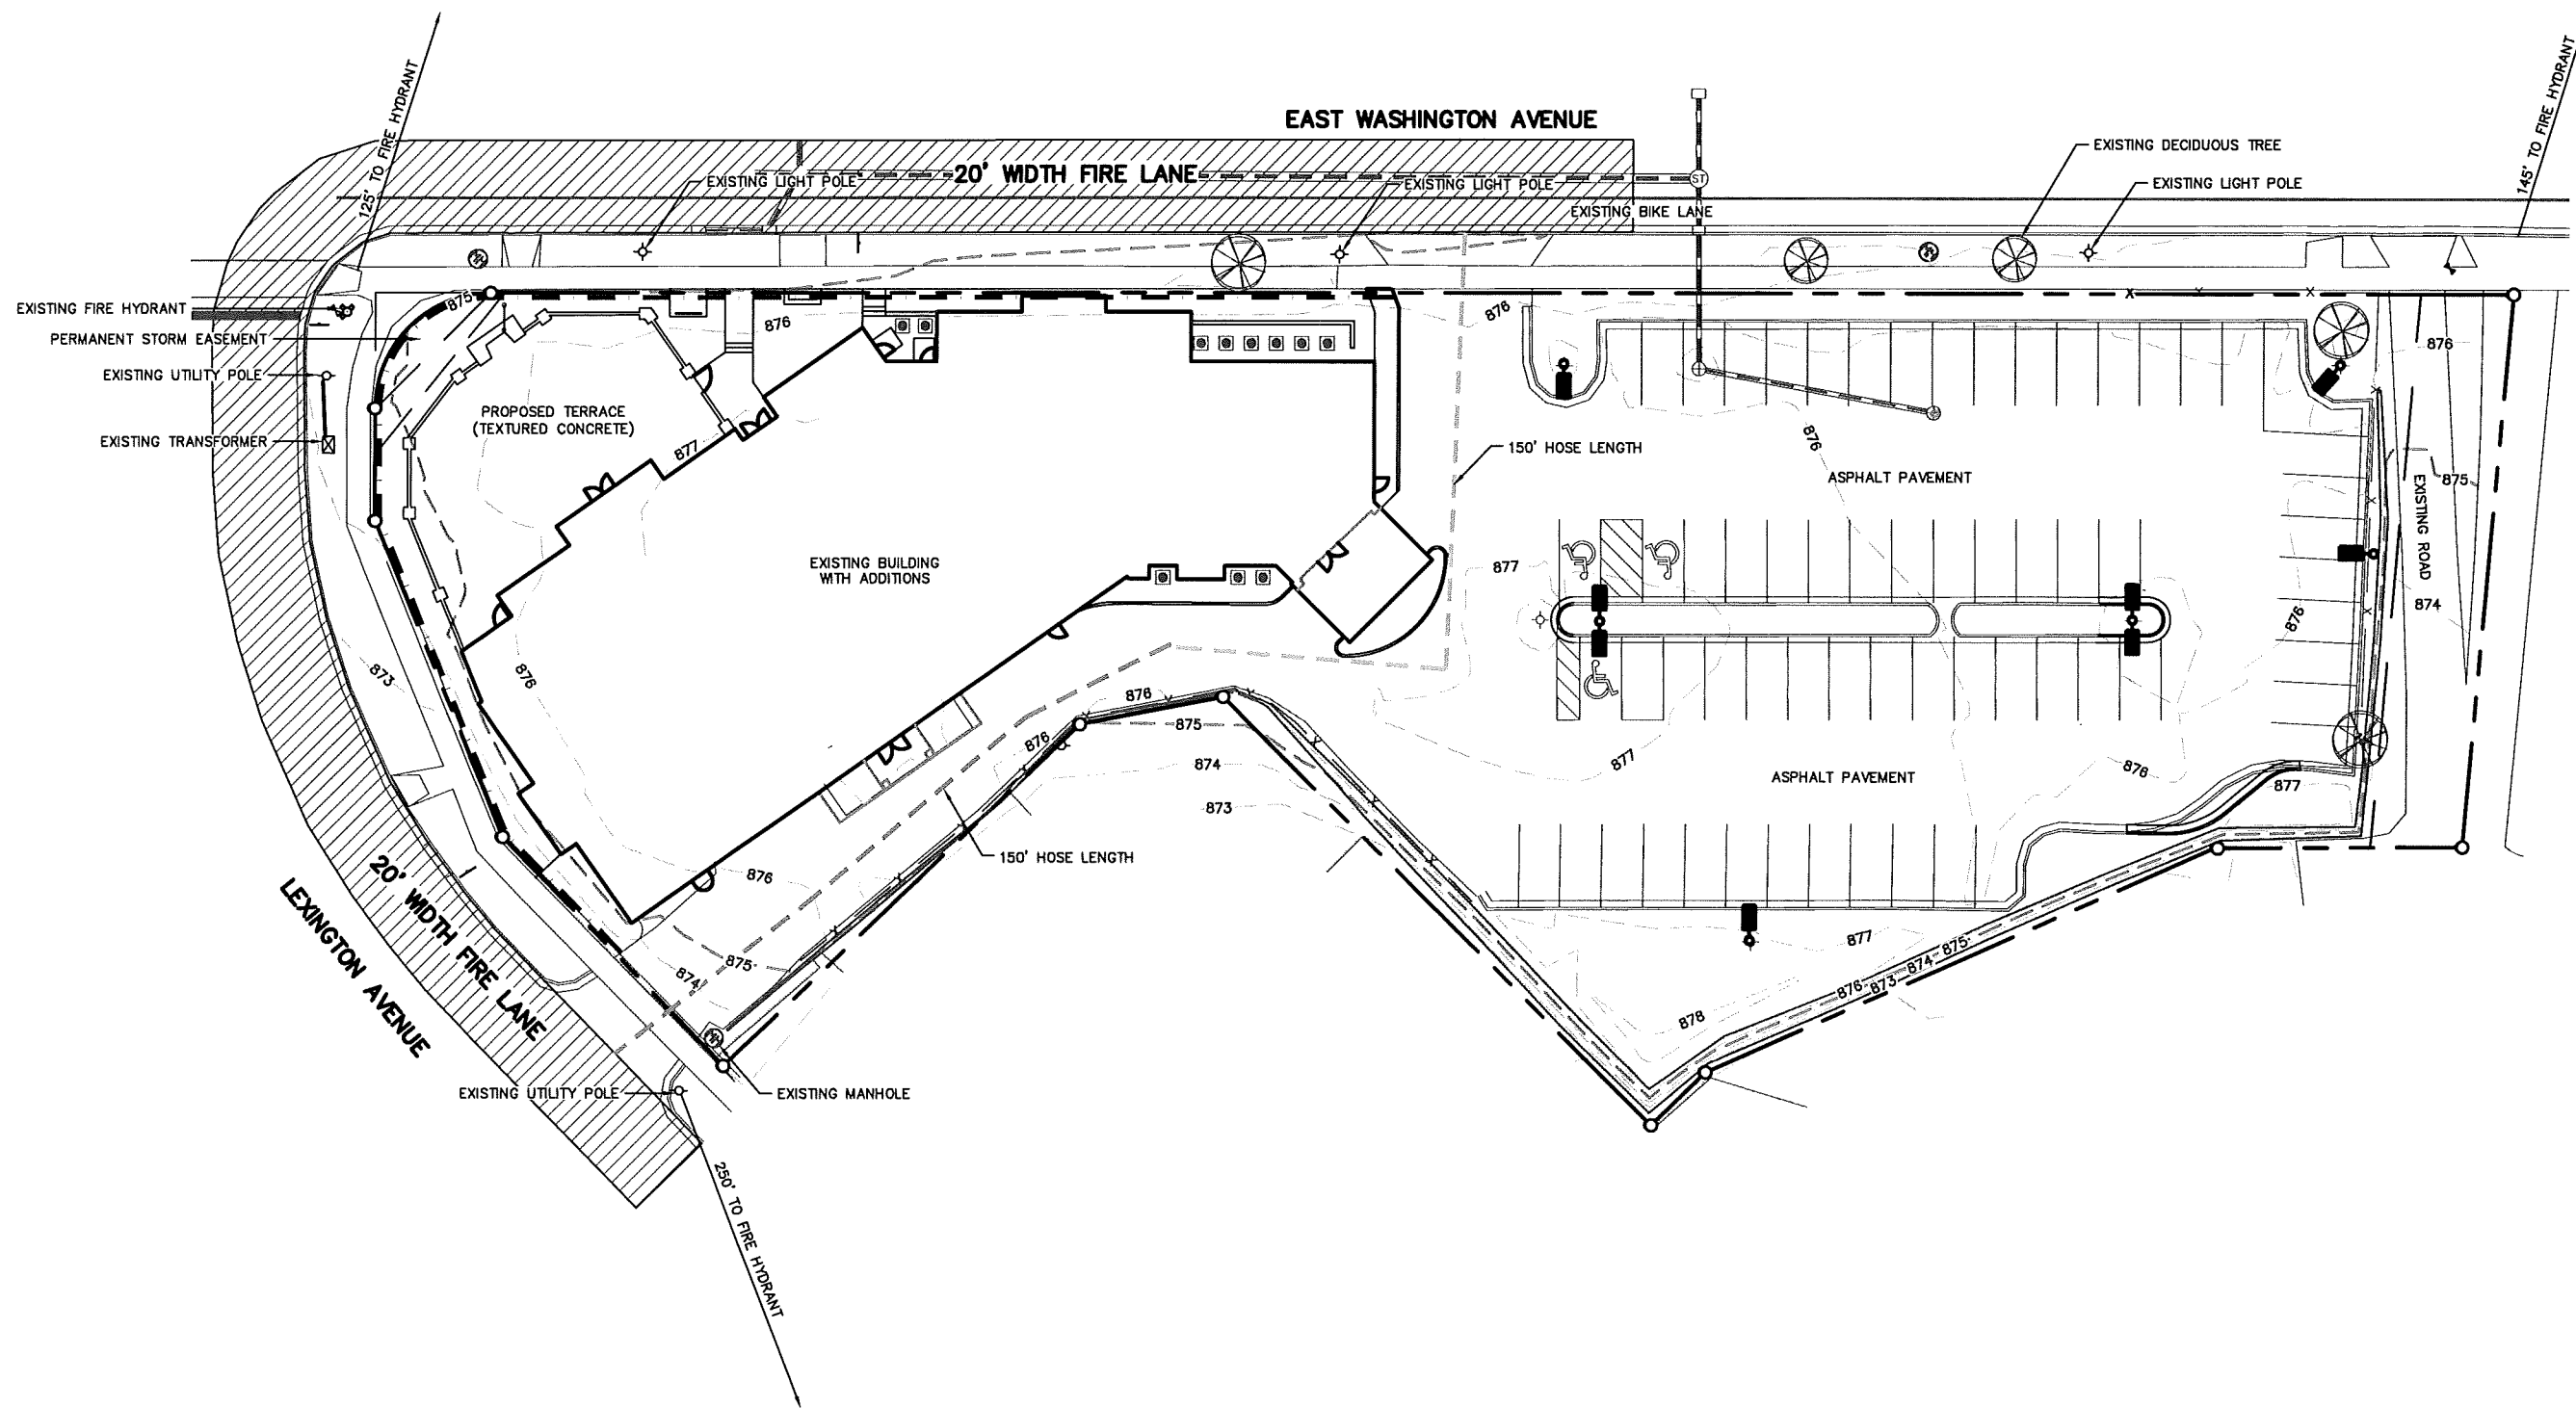 125' TO FIRE HYDRANT
EAST WASHINGTON AVENUE
145' TO FIRE HYDRANT
EXISTING DECIDUOUS TREE
20' WIDTH FIRE LANE
EXISTING LIGHT POLE
EXISTING LIGHT POLE
EXISTING LIGHT POLE
ST
EXISTING BIKE LANE
EXISTING FIRE HYDRANT
PERMANENT STORM EASEMENT
EXISTING UTILITY POLE
EXISTING TRANSFORMER
875
876
876
876
PROPOSED TERRACE
(TEXTURED CONCRETE)
877
150' HOSE LENGTH
876
ASPHALT PAVEMENT
875
EXISTING ROAD
874
EXISTING BUILDING
WITH ADDITIONS
877
876
873
876
876
875
876
874
873
877
ASPHALT PAVEMENT
876
877
150' HOSE LENGTH
876
20' WIDTH FIRE LANE
LEXINGTON AVENUE
875
874
877
875
874
873
876
878
MH
EXISTING UTILITY POLE
EXISTING MANHOLE
250' TO FIRE HYDRANT